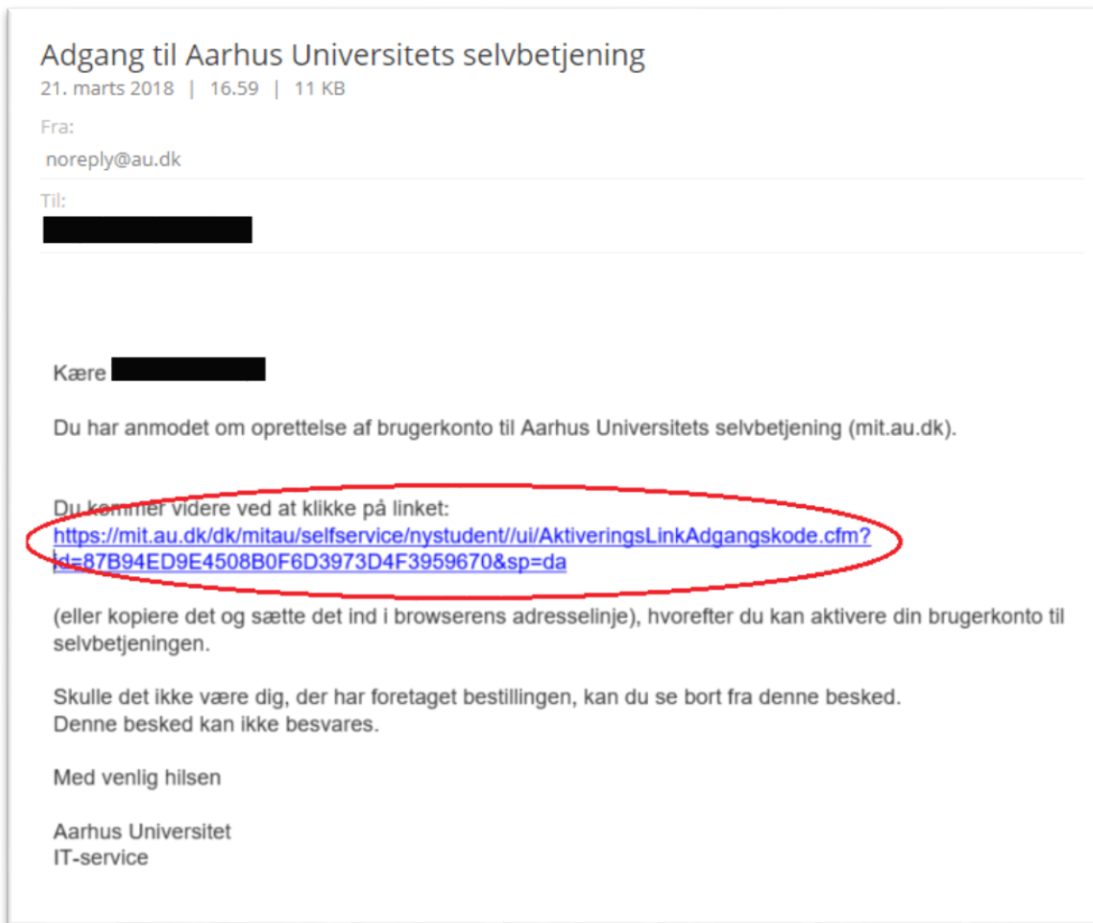 Adgang til Aarhus Universitets selvbetjening
21. marts 2018 | 16.59 | 11 KB
Fra:
noreply@au.dk
Til:
Kære
Du har anmodet om oprettelse af brugerkonto til Aarhus Universitets selvbetjening (mit.au.dk).
Du kommer videre ved at klikke på linket:
https://mit.au.dk/dk/mitau/selfservice/nystudent//ui/AktiveringsLinkAdgangskode.cfm?
id=87B94ED9E4508B0F6D3973D4F3959670&sp=da
(eller kopiere det og sætte det ind i browserens adresselinje), hvorefter du kan aktivere din brugerkonto til
selvbetjeningen.
Skulle det ikke være dig, der har foretaget bestillingen, kan du se bort fra denne besked.
Denne besked kan ikke besvares.
Med venlig hilsen
Aarhus Universitet
IT-service